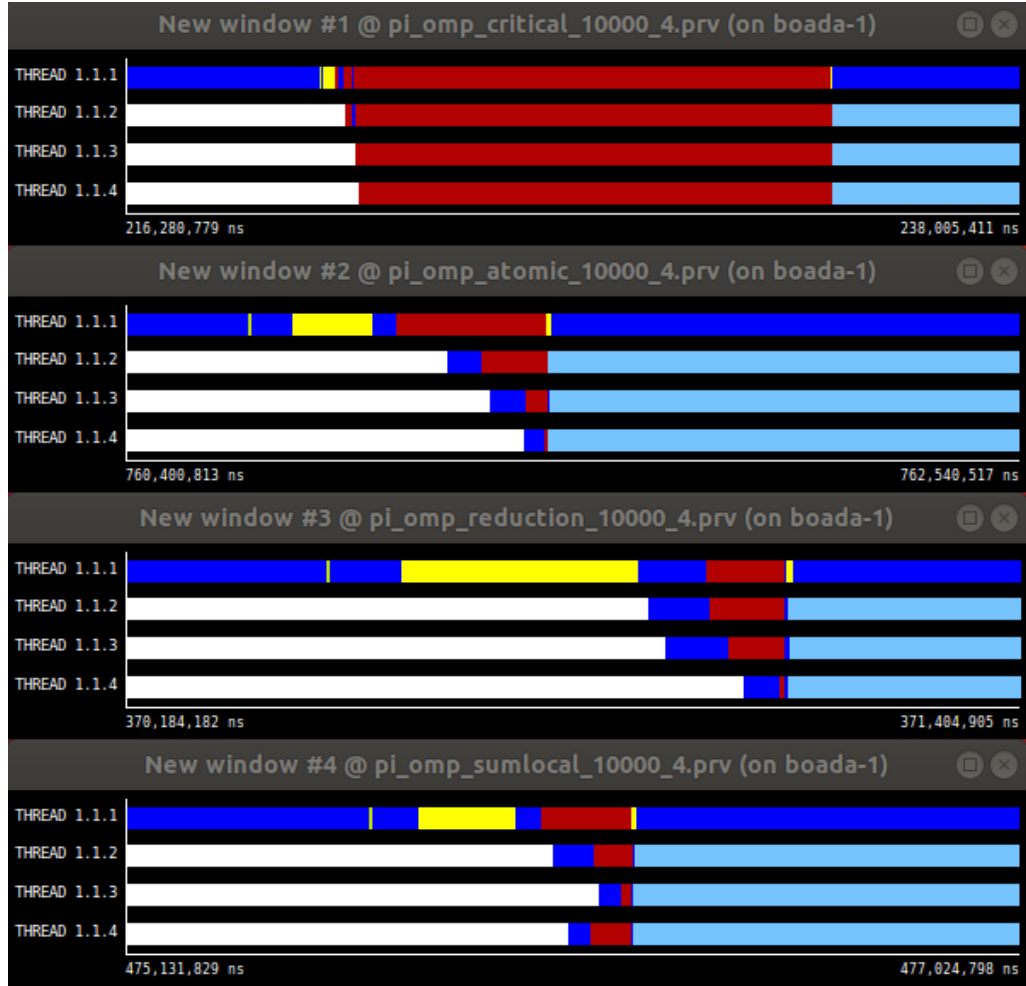 New window #1 @ pi_omp_critical_10000_4.prv (on boada-1)
THREAD 1.1.1
THREAD 1.1.2
THREAD 1.1.3
THREAD 1.1.4
216,280,779 ns 238,005,411 ns
New window #2 @ pi_omp_atomic_10000_4.prv (on boada-1)
THREAD 1.1.1
THREAD 1.1.2
THREAD 1.1.3
THREAD 1.1.4
760,400,813 ns 762,540,517 ns
New window #3 @ pi_omp_reduction_10000_4.prv (on boada-1)
THREAD 1.1.1
THREAD 1.1.2
THREAD 1.1.3
THREAD 1.1.4
370,184,182 ns 371,404,905 ns
New window #4 @ pi_omp_sumlocal_10000_4.prv (on boada-1)
THREAD 1.1.1
THREAD 1.1.2
THREAD 1.1.3
THREAD 1.1.4
475,131,829 ns 477,024,798 ns